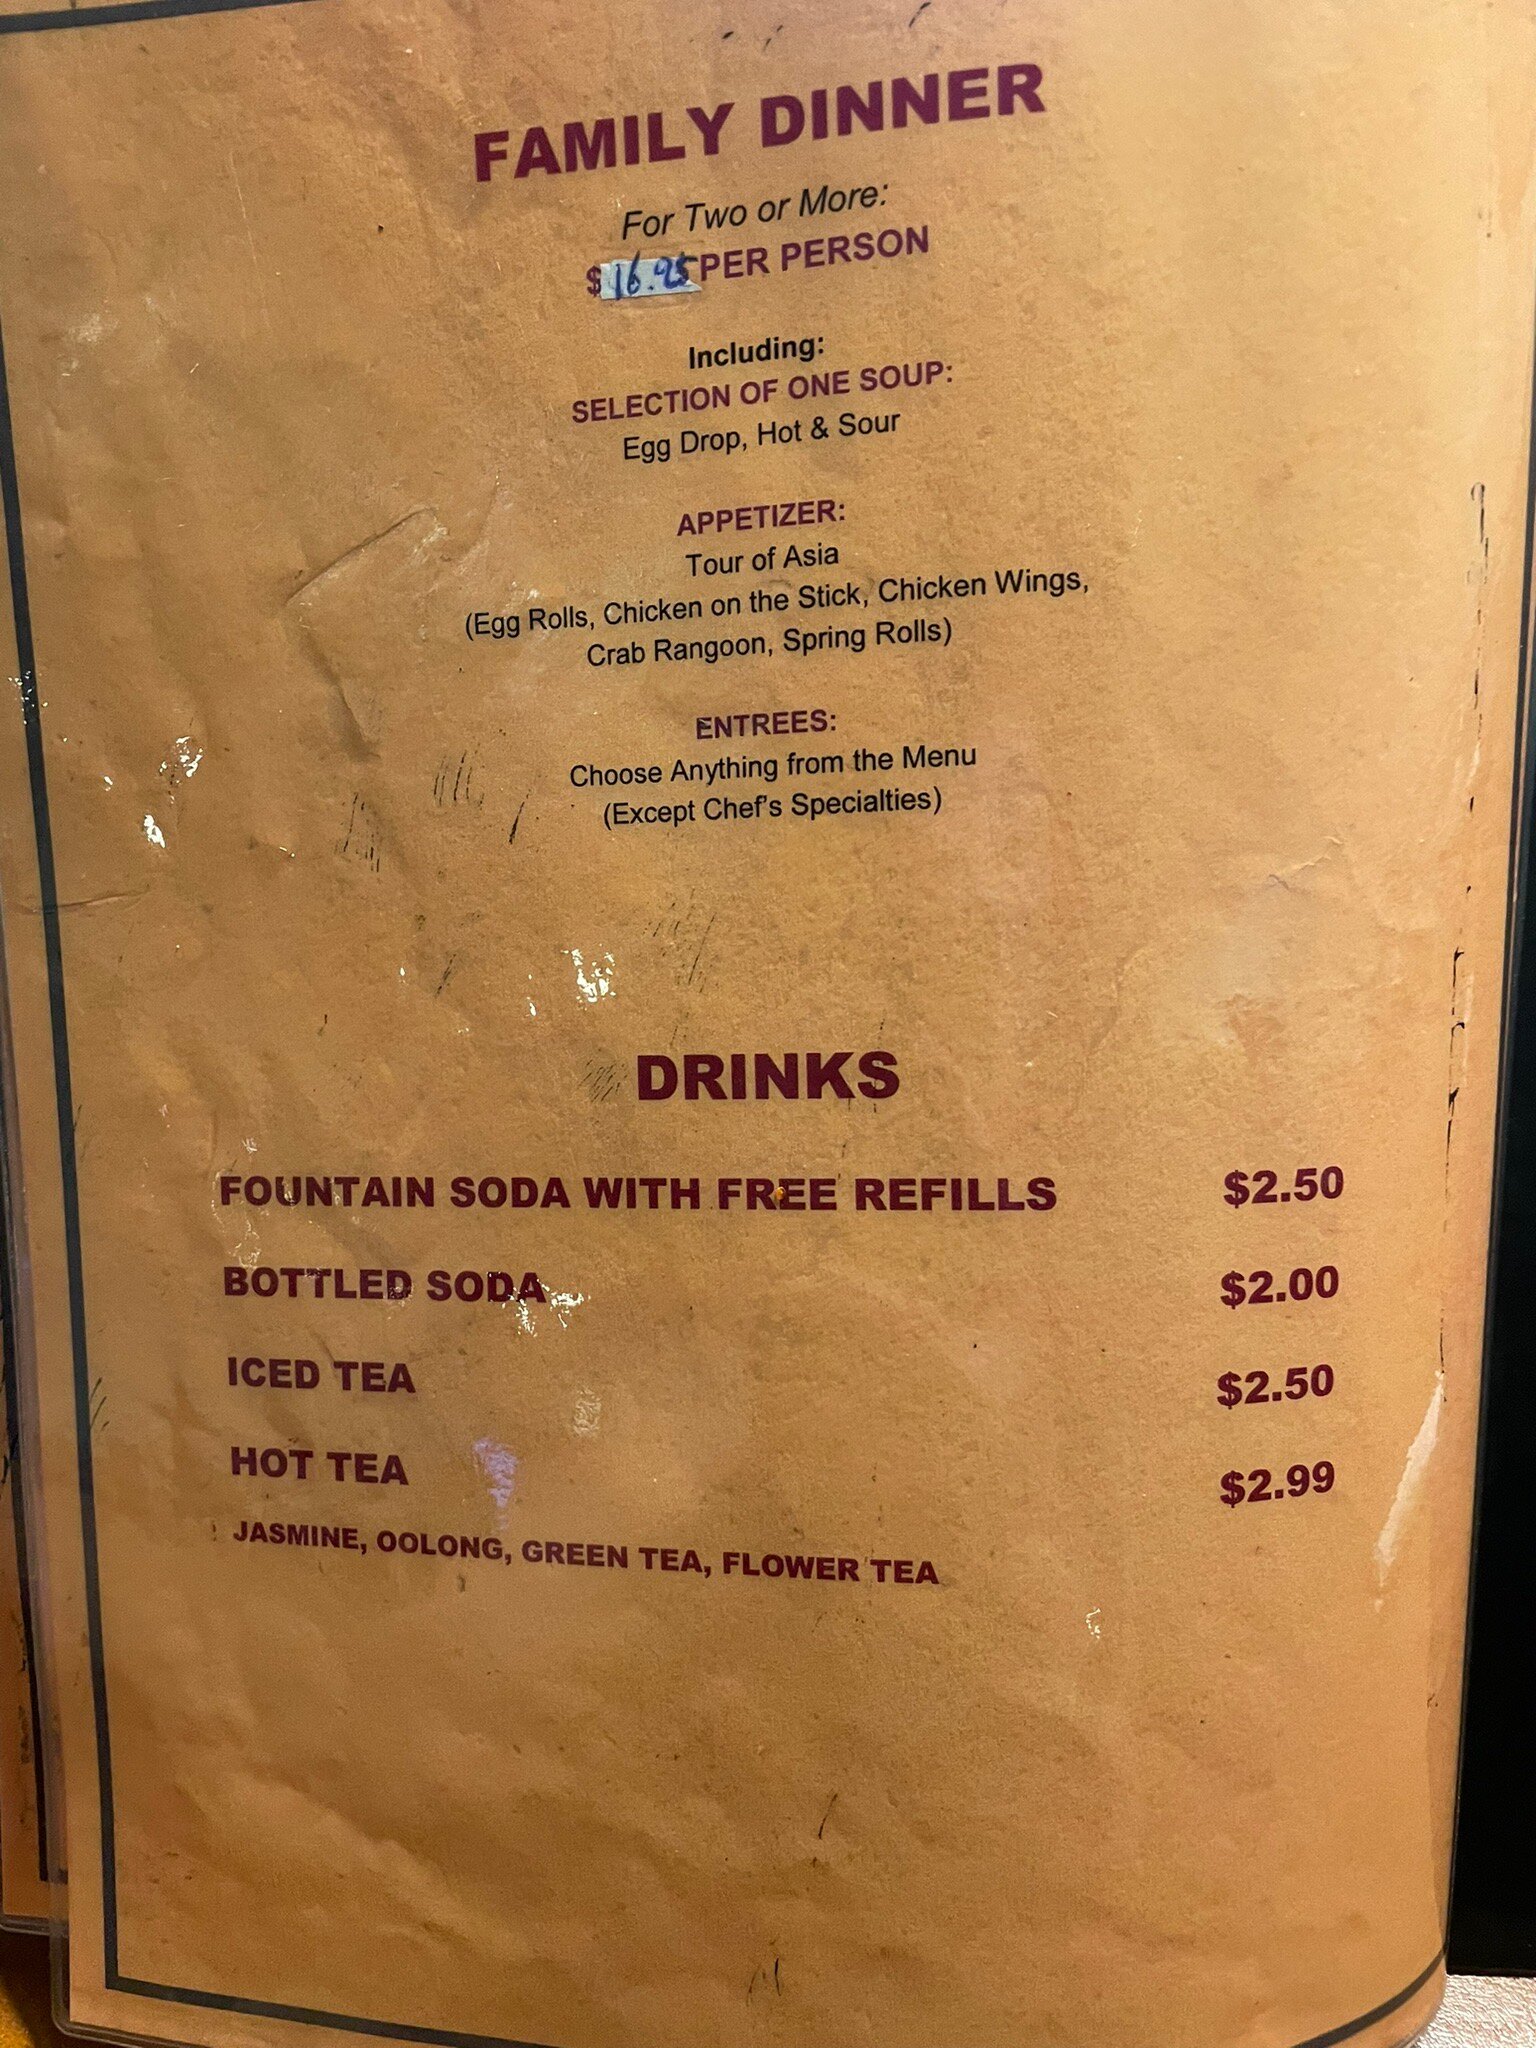 FAMILY DINNER
For Two or More:
$16.95 PER PERSON
Including:
SELECTION OF ONE SOUP:
Egg Drop, Hot & Sour
APPETIZER:
Tour of Asia
(Egg Rolls, Chicken on the Stick, Chicken Wings,
Crab Rangoon, Spring Rolls)
ENTREES:
Choose Anything from the Menu
(Except Chef's Specialties)
DRINKS
FOUNTAIN SODA WITH FREE REFILLS $2.50
BOTTLED SODA $2.00
ICED TEA $2.50
HOT TEA $2.99
JASMINE, OOLONG, GREEN TEA, FLOWER TEA